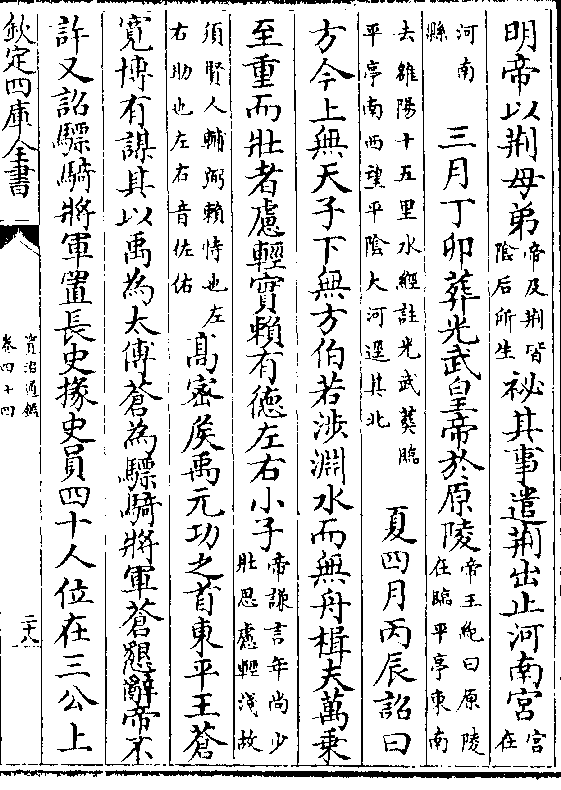 明帝以荆母弟帝及荆皆陰后所生祕其事遣荆出止河南宮宮在
河南縣 三月丁卯葬光武皇帝於原陵帝王紀曰原陵在臨平亭東南
去雒陽十五里水經註光武葬臨平亭南西望平陰大河逕其北 夏四月丙辰詔曰
方今上無天子下無方伯若涉淵水而無舟楫夫萬乗
至重而壯者慮輕實賴有徳左右小子帝謙言年尚少壯思慮輕淺故
須賢人輔弼賴恃也左右助也左右音佐佑 高密侯禹元功之首東平王蒼
寛博有謀其以禹為太傅蒼為驃騎將軍蒼懇辭帝不
許又詔驃騎將軍置長史掾史員四十人位在三公上
欽定四庫全書
資治通鑑
卷四十四
二十八